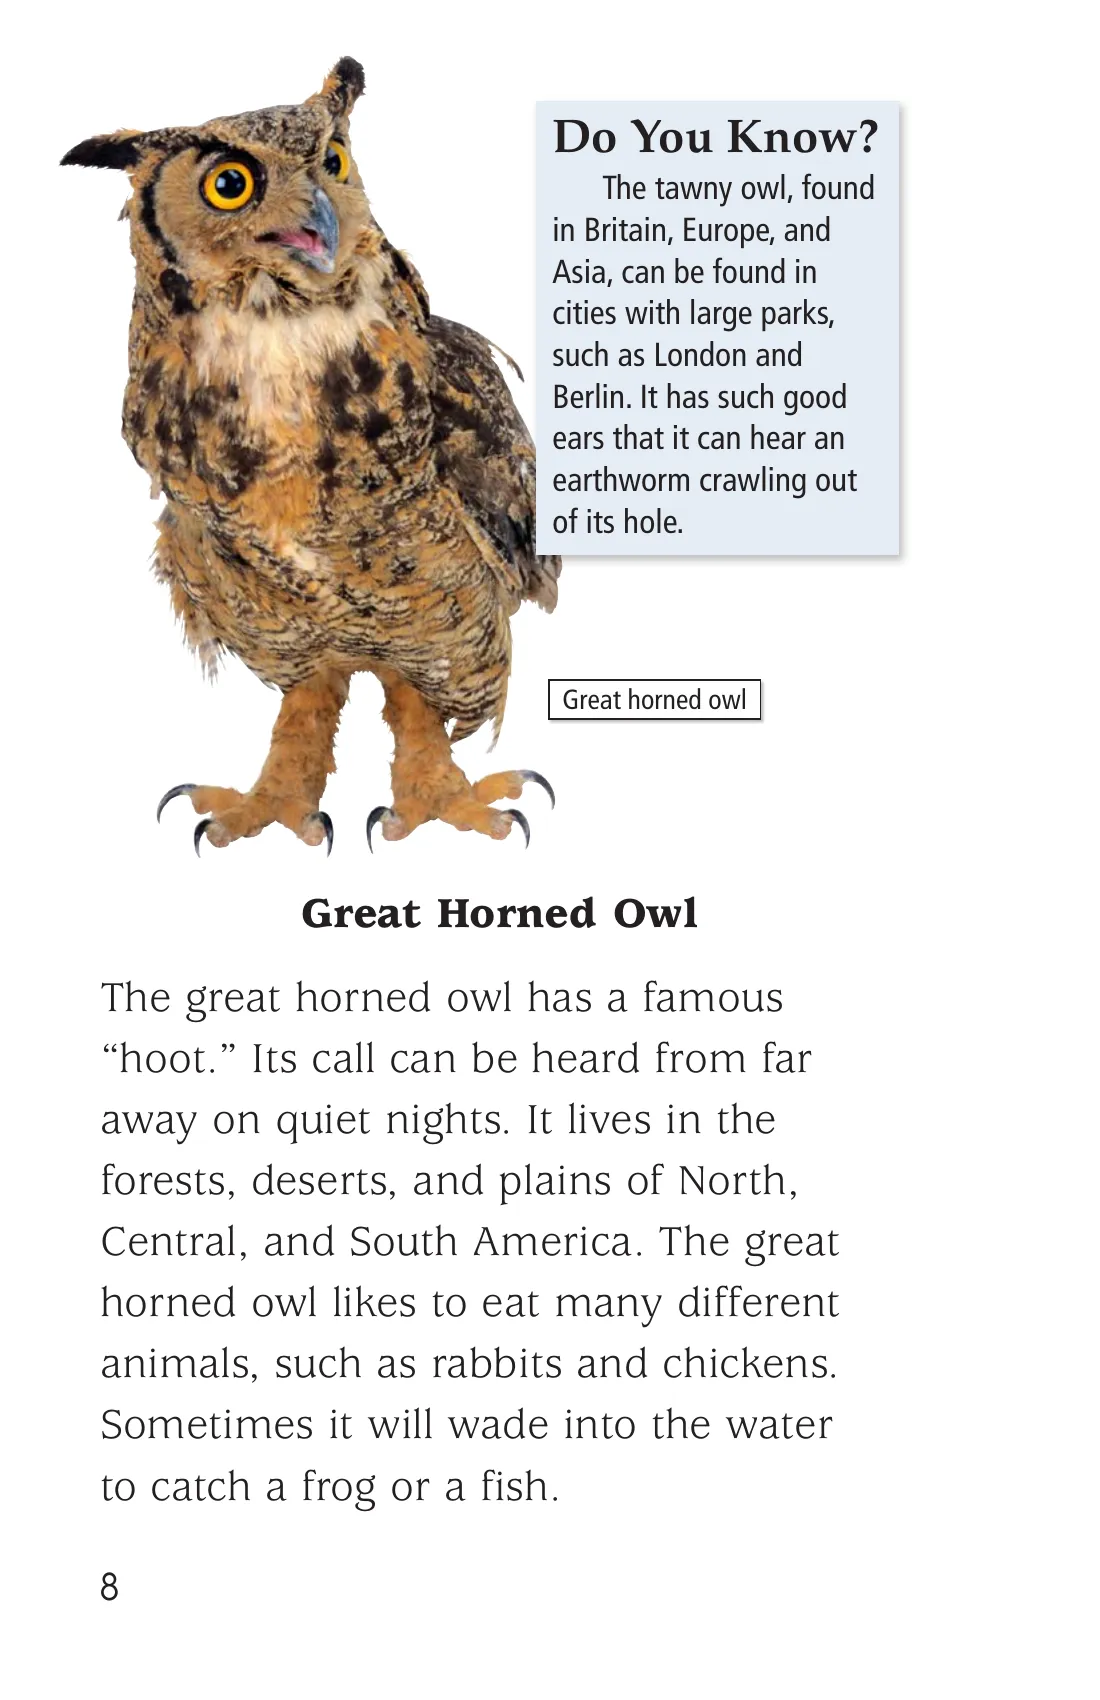 Do You Know?
The tawny owl, found
in Britain, Europe, and
Asia, can be found in
cities with large parks,
such as London and
Berlin. It has such good
ears that it can hear an
earthworm crawling out
of its hole.
Great horned owl
Great Horned Owl
The great horned owl has a famous
“hoot.” Its call can be heard from far
away on quiet nights. It lives in the
forests, deserts, and plains of North,
Central, and South America. The great
horned owl likes to eat many different
animals, such as rabbits and chickens.
Sometimes it will wade into the water
to catch a frog or a fish.
8